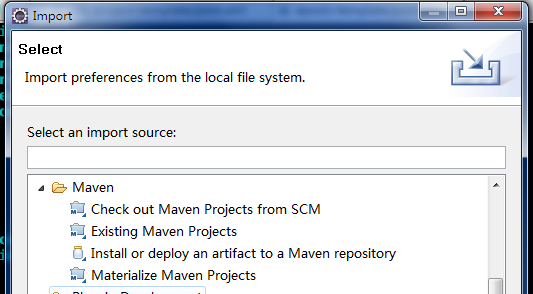 Import
Select
Import preferences from the local file system.
Select an import source:
Maven
Check out Maven Projects from SCM
Existing Maven Projects
Install or deploy an artifact to a Maven repository
Materialize Maven Projects